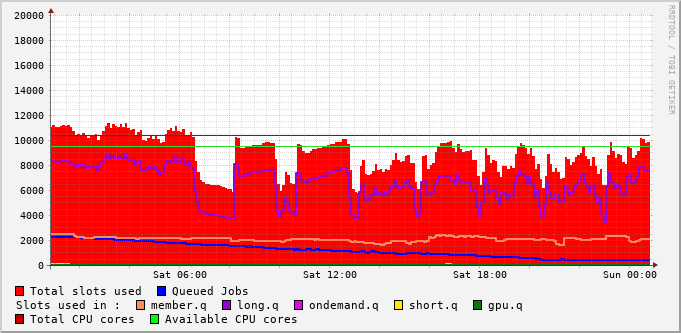 20000
18000
16000
14000
12000
10000
8000
6000
4000
2000
0
Sat 06:00 Sat 12:00 Sat 18:00 Sun 00:00
RRDTOOL / TOBI OETIKER
Total slots used Queued Jobs
Slots used in : member.q long.q ondemand.q short.q gpu.q
Total CPU cores Available CPU cores